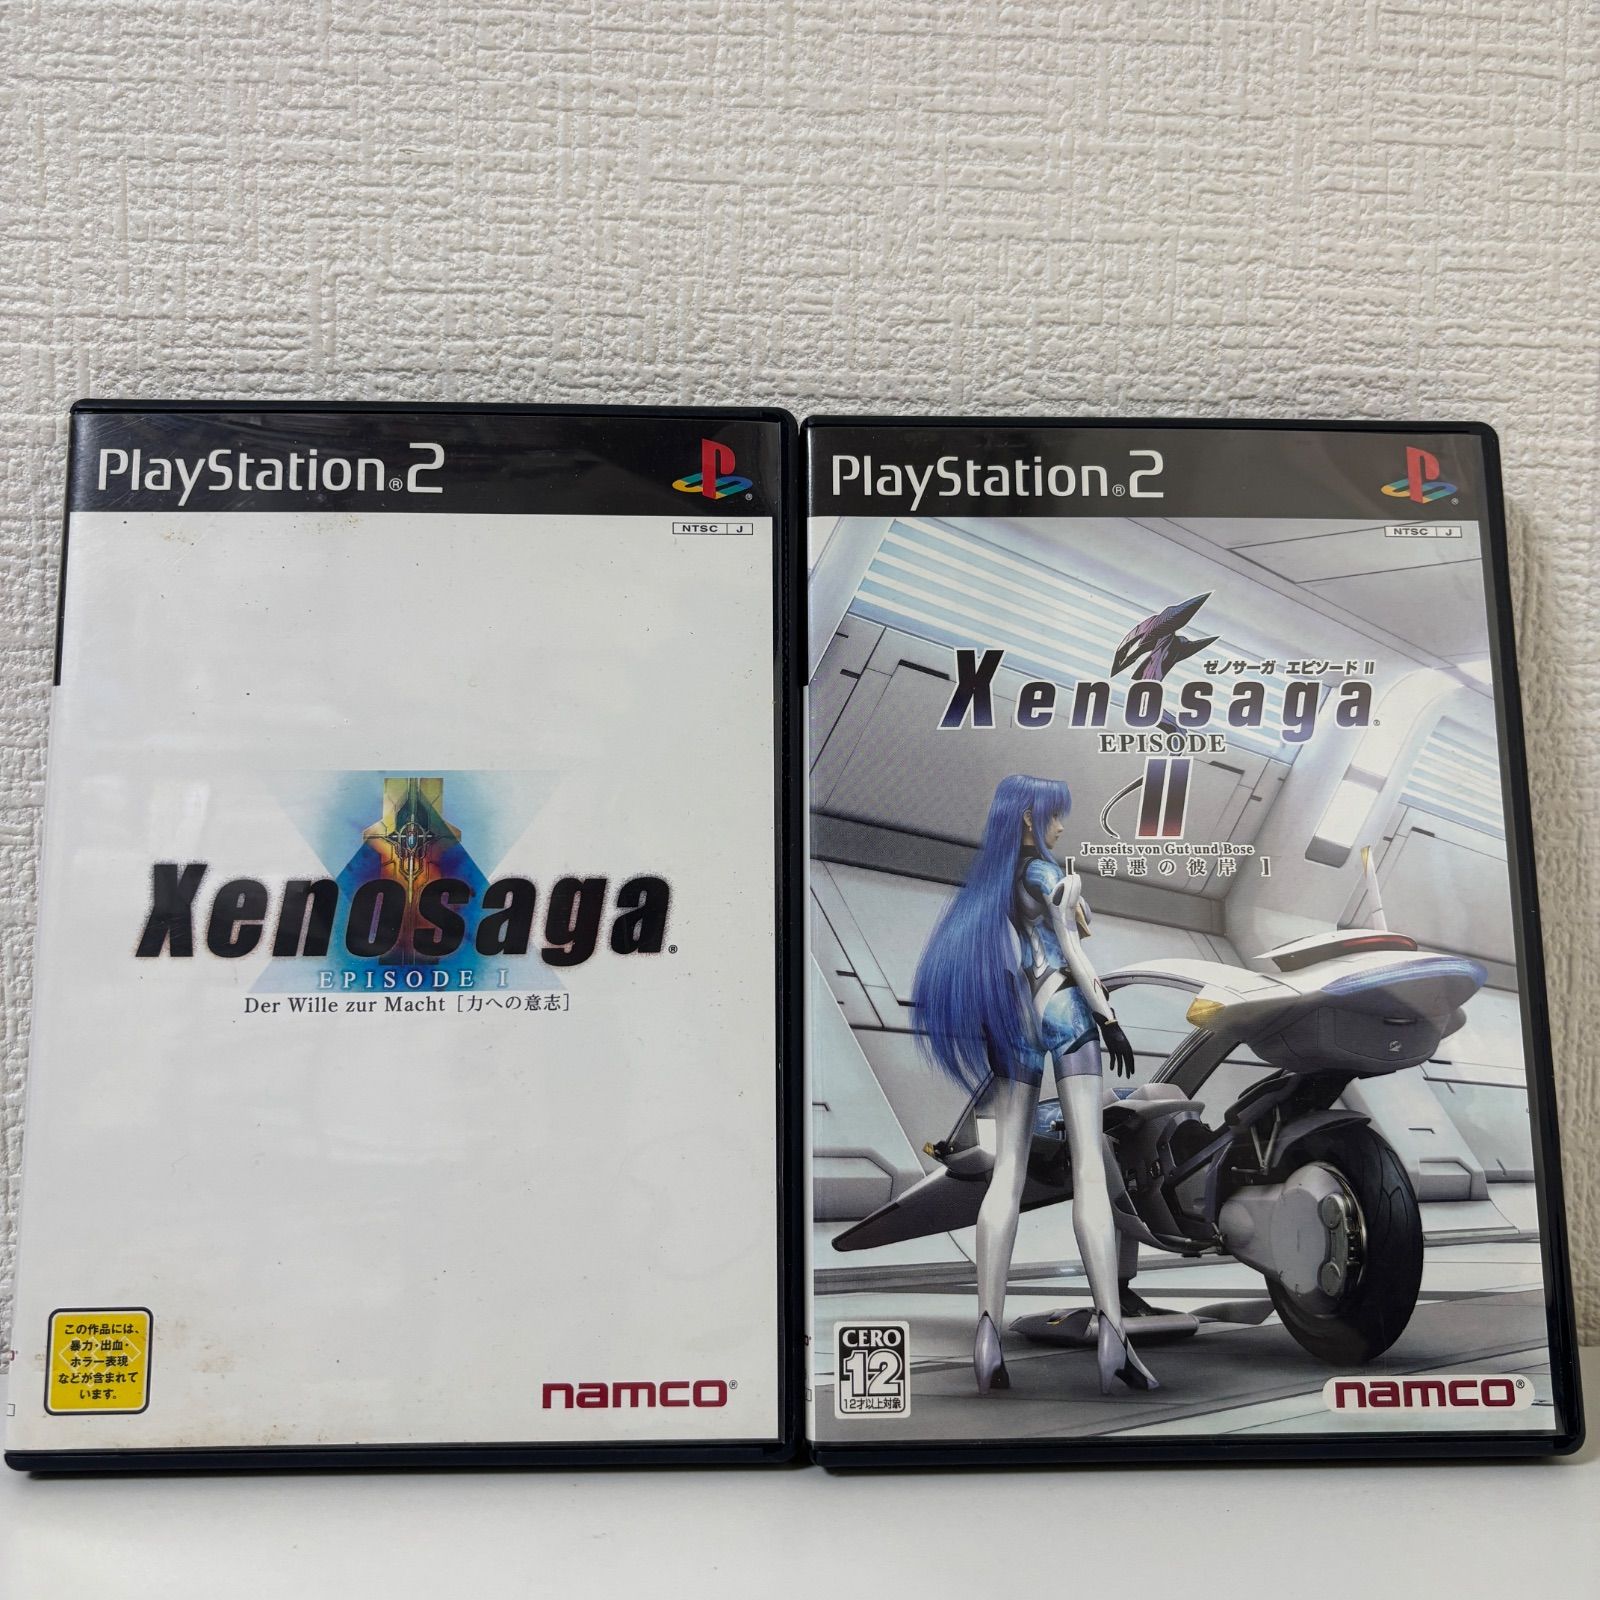 PlayStation®2
NTSC J
Xenosaga®
EPISODE I
Der Wille zur Macht [力への意志]
この作品には、
暴力・出血・
ホラー表現
などが含まれて
います。
namco®
PlayStation®2
NTSC J
ゼノサーガ エピソードII
Xenosaga®
EPISODE
II
Jenseits von Gut und Bose
[善悪の彼岸]
CERO
12
12才以上対象
namco®